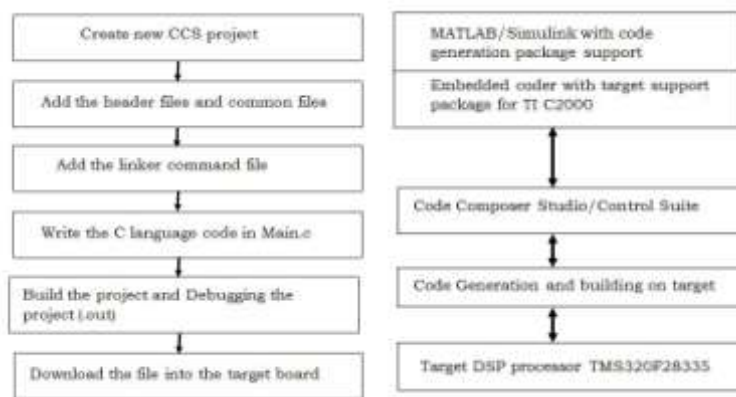 Create new CCS project
Add the header files and common files
Add the linker command file
Write the C language code in Main.c
Build the project and Debugging the
project (.out)
Download the file into the target board
MATLAB/Simulink with code
generation package support
Embedded coder with target support
package for TI C2000
Code Composer Studio/Control Suite
Code Generation and building on target
Target DSP processor TMS320F28335